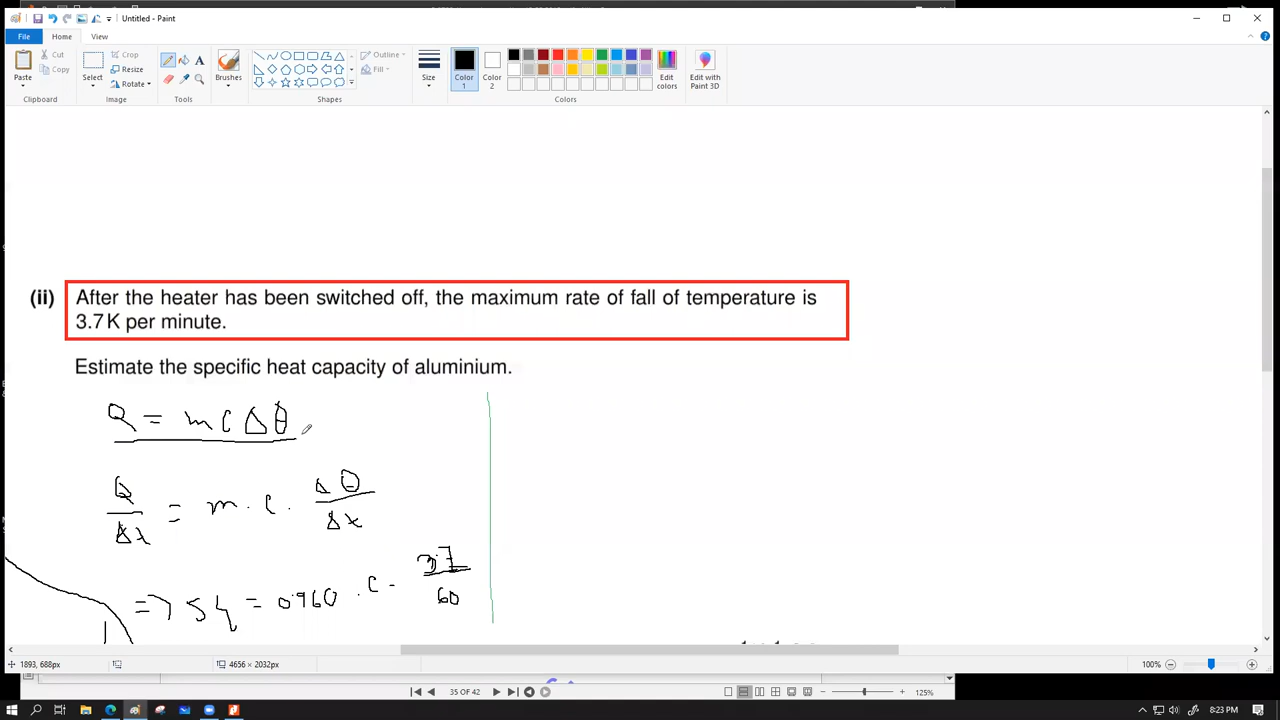 Untitled - Paint
File
Home
View
Paste
Cut
Copy
Clipboard
Select
Crop
Resize
Rotate
Image
Tools
A
Brushes
Shapes
Outline
Fill
Size
Color 1
Color 2
Colors
Edit colors
Edit with Paint 3D
(ii) After the heater has been switched off, the maximum rate of fall of temperature is
3.7 K per minute.
Estimate the specific heat capacity of aluminium.
Q = m C Δθ
Q/Δt = m . C . Δθ/Δt
=> 54 = 0.960 . C - 3.7/60
1893, 688px
4656 × 2032px
100%
35 OF 42
125%
8:23 PM